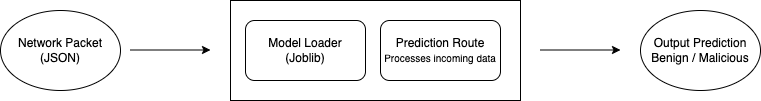 Network Packet
(JSON)
Model Loader
(Joblib)
Prediction Route
Processes incoming data
Output Prediction
Benign / Malicious